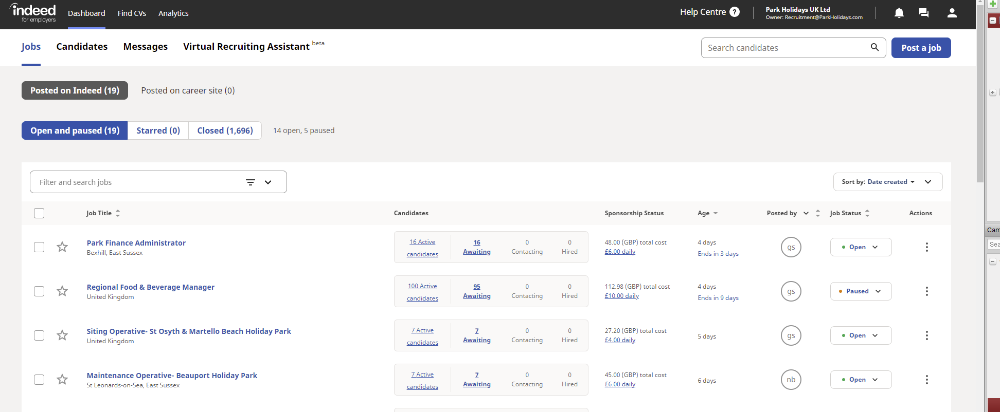 indeed
for employers
Dashboard
Find CVs
Analytics
Help Centre ?
Park Holidays UK Ltd
Owner: Recruitment@ParkHolidays.com
Jobs
Candidates
Messages
Virtual Recruiting Assistant beta
Search candidates
Post a job
Posted on Indeed (19)
Posted on career site (0)
Open and paused (19)
Starred (0)
Closed (1,696)
14 open, 5 paused
Filter and search jobs
Sort by: Date created
Job Title
Candidates
Sponsorship Status
Age
Posted by
Job Status
Actions
Park Finance Administrator
Bexhill, East Sussex
16 Active
candidates
16
Awaiting
0
Contacting
0
Hired
48.00 (GBP) total cost
£6.00 daily
4 days
Ends in 3 days
gs
Open
Regional Food & Beverage Manager
United Kingdom
100 Active
candidates
95
Awaiting
0
Contacting
0
Hired
112.98 (GBP) total cost
£10.00 daily
4 days
Ends in 9 days
gs
Paused
Siting Operative- St Osyth & Martello Beach Holiday Park
United Kingdom
7 Active
candidates
7
Awaiting
0
Contacting
0
Hired
27.20 (GBP) total cost
£4.00 daily
5 days
gs
Open
Maintenance Operative- Beauport Holiday Park
St Leonards-on-Sea, East Sussex
7 Active
candidates
7
Awaiting
0
Contacting
0
Hired
45.00 (GBP) total cost
£6.00 daily
6 days
nb
Open
Cam
Sea